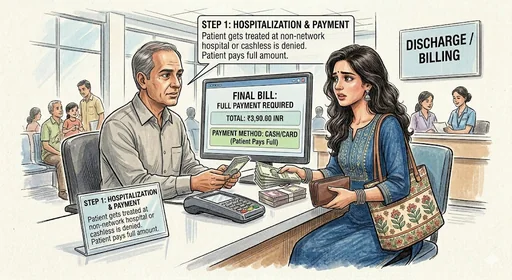 STEP 1: HOSPITALIZATION & PAYMENT
Patient gets treated at non-network
hospital or cashless is denied.
Patient pays full amount.
DISCHARGE /
BILLING
FINAL BILL:
FULL PAYMENT REQUIRED
TOTAL: ₹3,90.80 INR
PAYMENT METHOD: CASH/CARD
(Patient Pays Full)
STEP 1: HOSPITALIZATION
& PAYMENT
Patient gets treated at
non-network hospital or
cashless is denied.
Patient pays full amount.